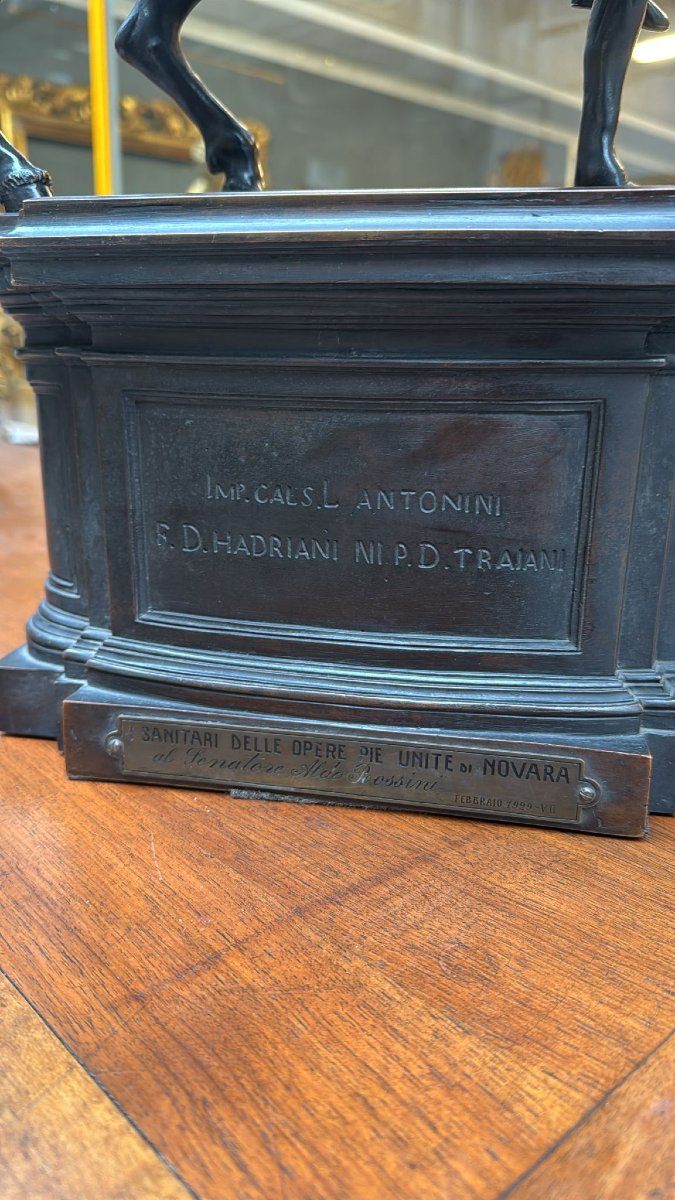 IMP. CAES. L ANTONINI
F. D. HADRIANI NI P. D. TRAIANI
I SANITARI DELLE OPERE PIE UNITE DI NOVARA
al Senatore Aldo Rossini
FEBBRAIO 1929-VII